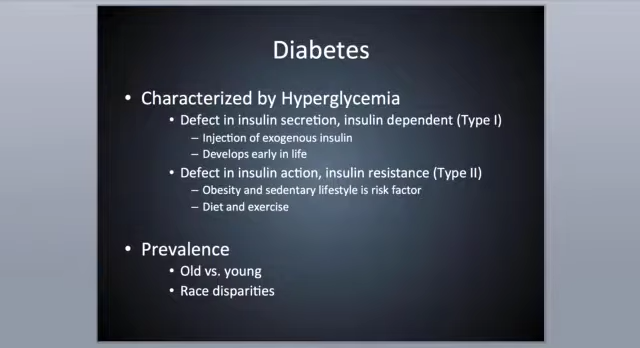 Diabetes
• Characterized by Hyperglycemia
• Defect in insulin secretion, insulin dependent (Type I)
– Injection of exogenous insulin
– Develops early in life
• Defect in insulin action, insulin resistance (Type II)
– Obesity and sedentary lifestyle is risk factor
– Diet and exercise
• Prevalence
• Old vs. young
• Race disparities